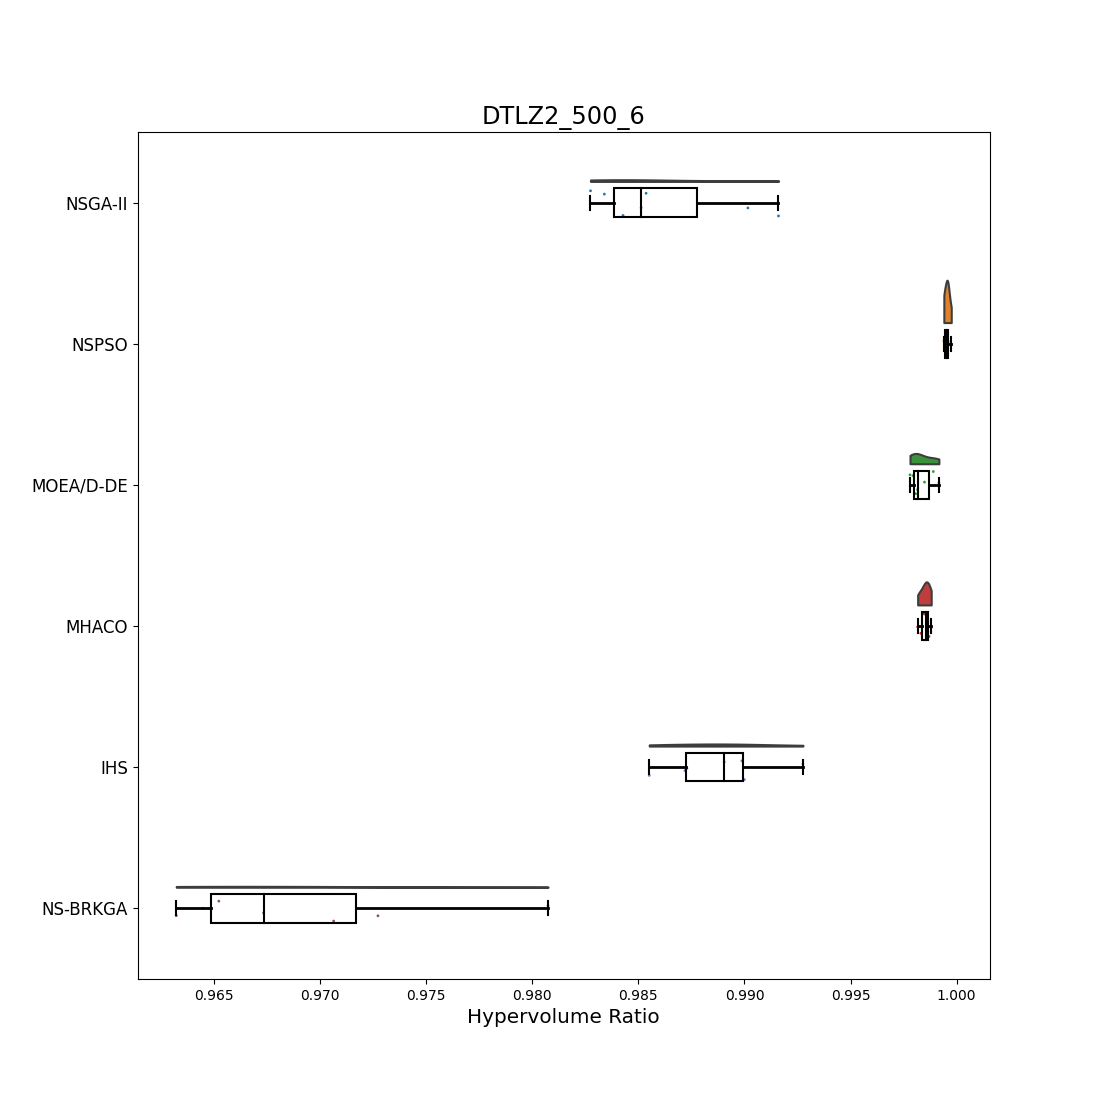 DTLZ2_500_6
NSGA-II
NSPSO
MOEA/D-DE
MHACO
IHS
NS-BRKGA
0.965 0.970 0.975 0.980 0.985 0.990 0.995 1.000
Hypervolume Ratio